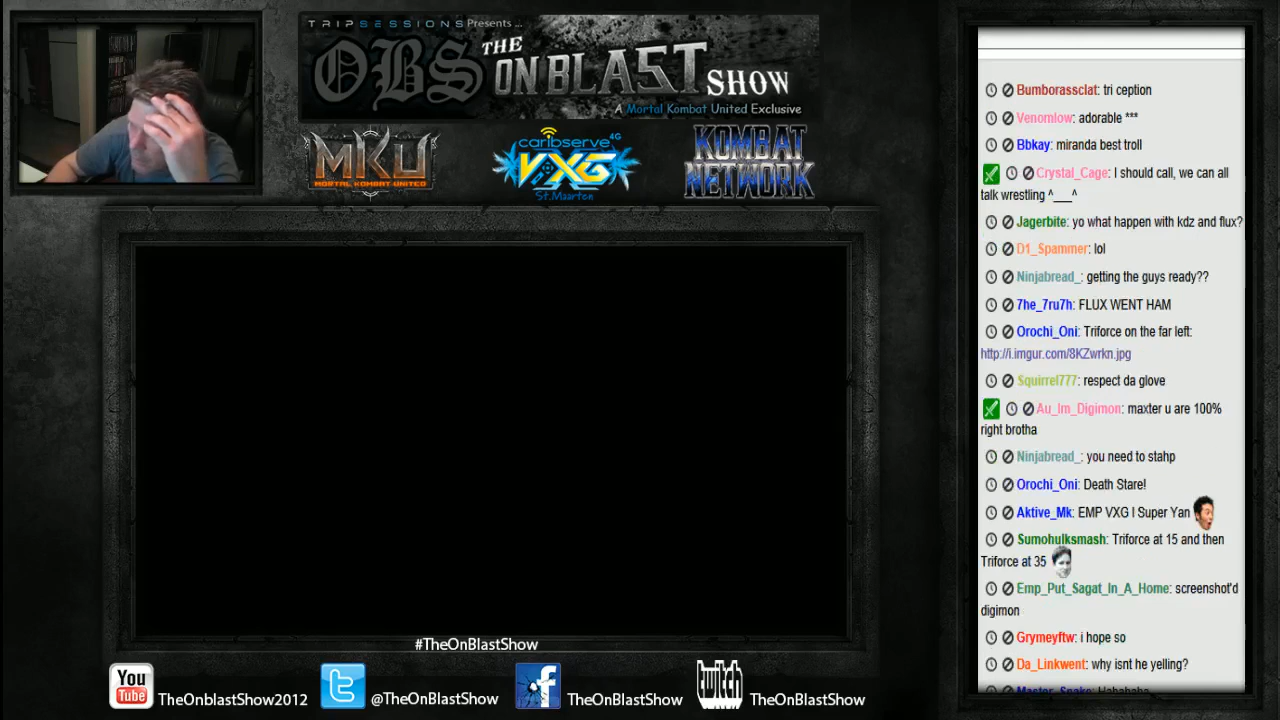 TRIPSESSIONS Presents ...
OBS THE ON BLAST SHOW
A Mortal Kombat United Exclusive
MKU
MORTAL KOMBAT UNITED
caribserve 4G
VXG
St.Maarten
KOMBAT
NETWORK
Bumborassclat: tri ception
Venomlow: adorable ***
Bbkay: miranda best troll
Crystal_Cage: I should call, we can all
talk wrestling ^___^
Jagerbite: yo what happen with kdz and flux?
D1_Spammer: lol
Ninjabread_: getting the guys ready??
7he_7ru7h: FLUX WENT HAM
Orochi_Oni: Triforce on the far left:
http://i.imgur.com/8KZwrkn.jpg
Squirrel777: respect da glove
Au_Im_Digimon: maxter u are 100%
right brotha
Ninjabread_: you need to stahp
Orochi_Oni: Death Stare!
Aktive_Mk: EMP VXG I Super Yan
Sumohulksmash: Triforce at 15 and then
Triforce at 35
Emp_Put_Sagat_In_A_Home: screenshot'd
digimon
Grymeyftw: i hope so
Da_Linkwent: why isnt he yelling?
Master_Snake: Hahahaha
#TheOnBlastShow
You
Tube
TheOnblastShow2012
@TheOnBlastShow
TheOnBlastShow
twitch
TheOnBlastShow